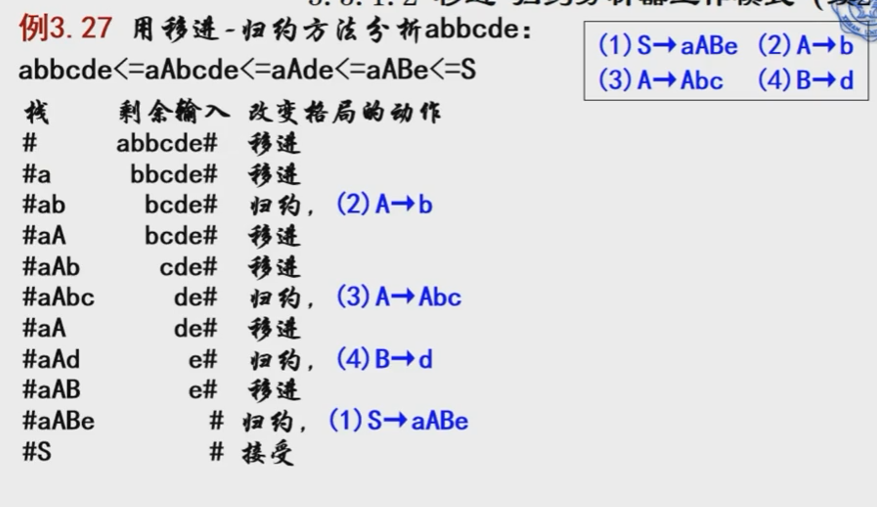 例3.27 用移进-归约方法分析abbcde:
abbcde<=aAbcde<=aAde<=aABe<=S
(1)S→aABe (2)A→b
(3)A→Abc (4)B→d
栈 剩余输入 改变格局的动作
# abbcde# 移进
#a bbcde# 移进
#ab bcde# 归约, (2)A→b
#aA bcde# 移进
#aAb cde# 移进
#aAbc de# 归约, (3)A→Abc
#aA de# 移进
#aAd e# 归约, (4)B→d
#aAB e# 移进
#aABe # 归约, (1)S→aABe
#S # 接受